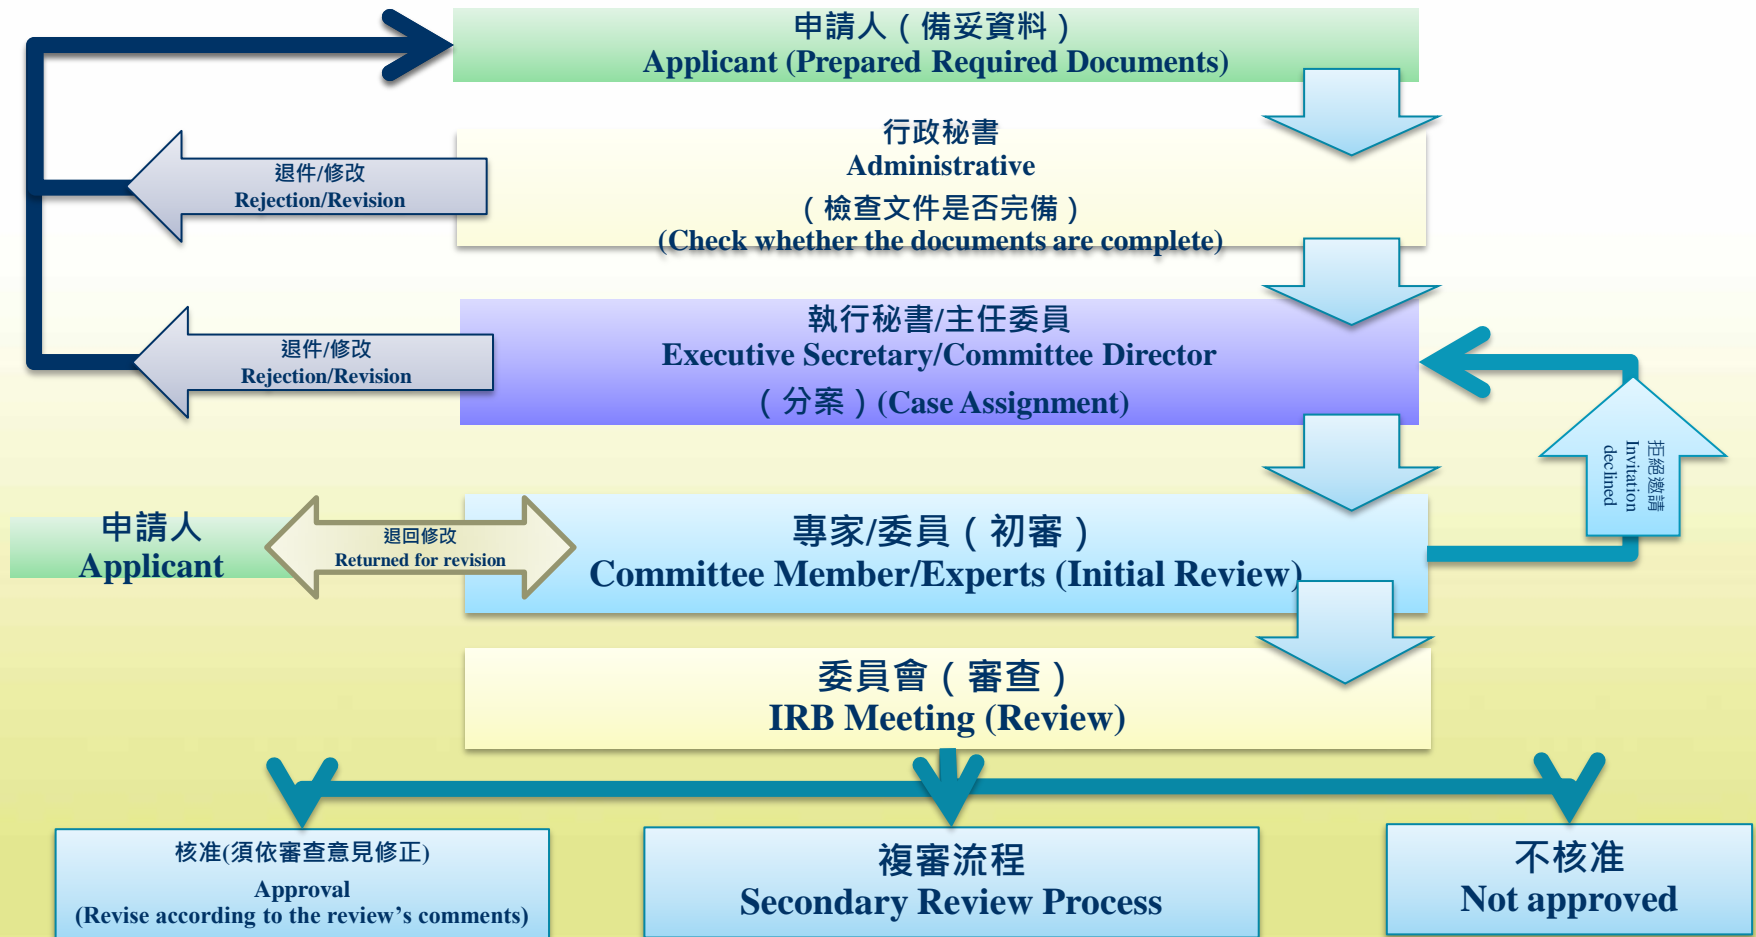 申請人（備妥資料）
Applicant (Prepared Required Documents)
行政秘書
Administrative
（檢查文件是否完備）
(Check whether the documents are complete)
退件/修改
Rejection/Revision
執行秘書/主任委員
Executive Secretary/Committee Director
（分案）(Case Assignment)
退件/修改
Rejection/Revision
拒絕邀請
Invitation
declined
申請人
Applicant
退回修改
Returned for revision
專家/委員（初審）
Committee Member/Experts (Initial Review)
委員會（審查）
IRB Meeting (Review)
核准(須依審查意見修正)
Approval
(Revise according to the review's comments)
複審流程
Secondary Review Process
不核准
Not approved